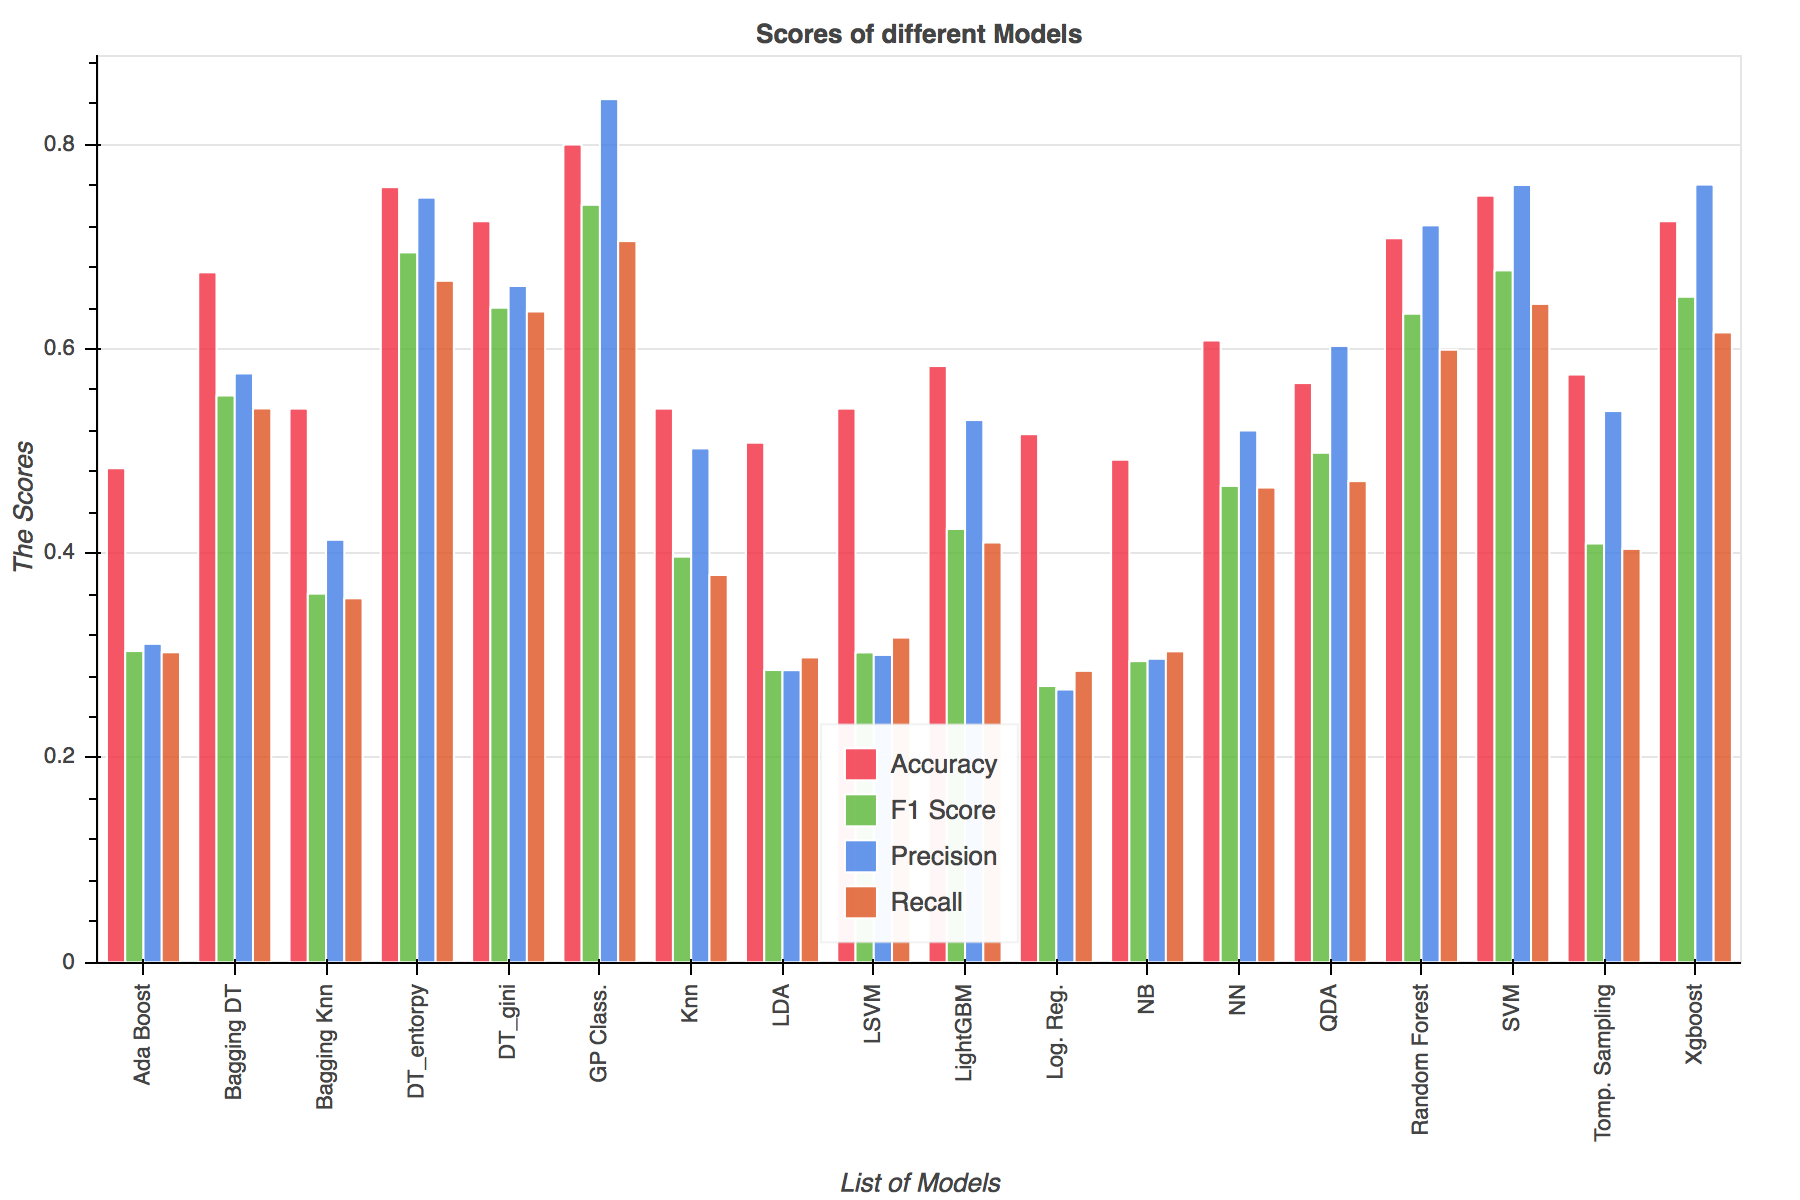 Scores of different Models
The Scores
0.8
0.6
0.4
0.2
0
Accuracy
F1 Score
Precision
Recall
Ada Boost
Bagging DT
Bagging Knn
DT_entorpy
DT_gini
GP Class.
Knn
LDA
LSVM
LightGBM
Log. Reg.
NB
NN
QDA
Random Forest
SVM
Tomp. Sampling
Xgboost
List of Models